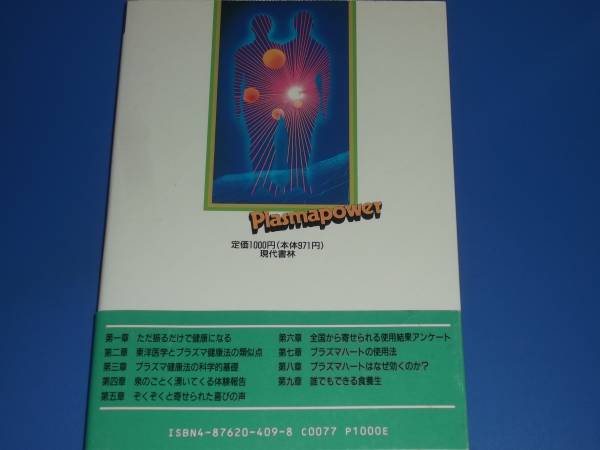 Plasmapower
定価1000円(本体971円)
現代書林
第一章 ただ振るだけで健康になる
第二章 東洋医学とプラズマ健康法の類似点
第三章 プラズマ健康法の科学的基礎
第四章 泉のごとく湧いてくる体験報告
第五章 ぞくぞくと寄せられた喜びの声
第六章 全国から寄せられる使用結果アンケート
第七章 プラズマハートの使用法
第八章 プラズマハートはなぜ効くのか?
第九章 誰でもできる食養生
ISBN4-87620-409-8 C0077 P1000E